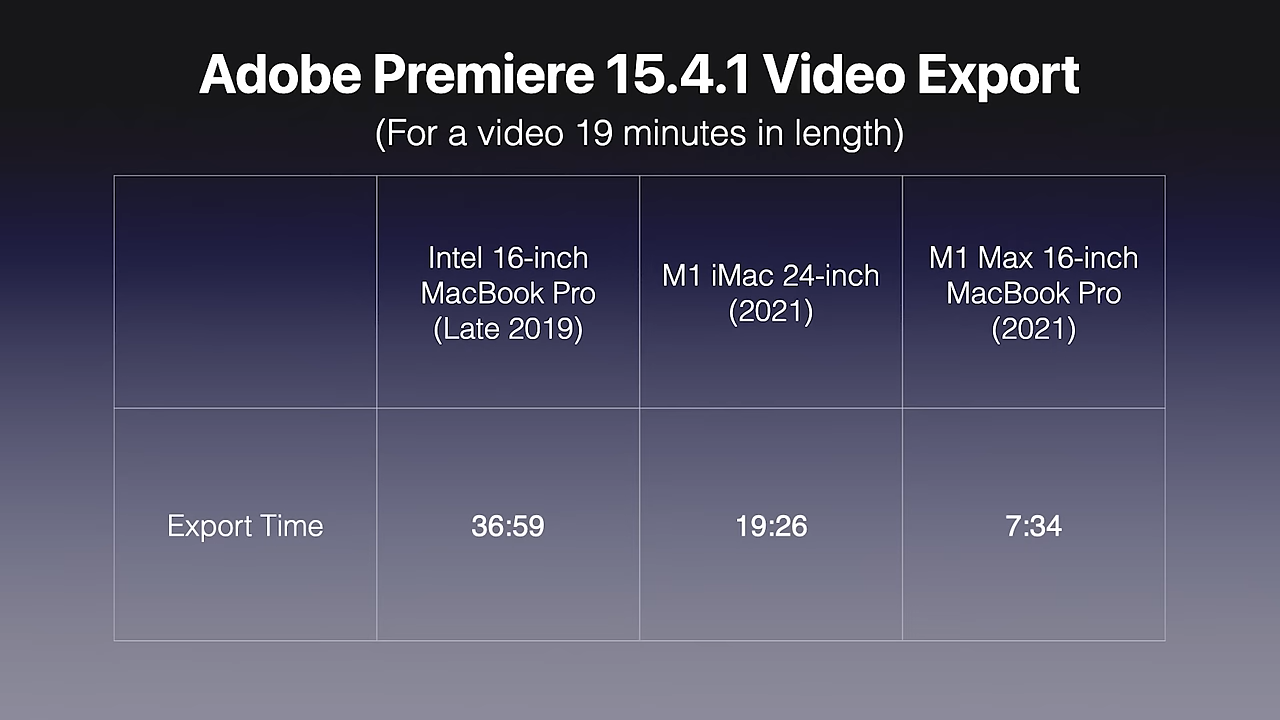 Adobe Premiere 15.4.1 Video Export
(For a video 19 minutes in length)
Intel 16-inch
MacBook Pro
(Late 2019)
M1 iMac 24-inch
(2021)
M1 Max 16-inch
MacBook Pro
(2021)
Export Time
36:59
19:26
7:34